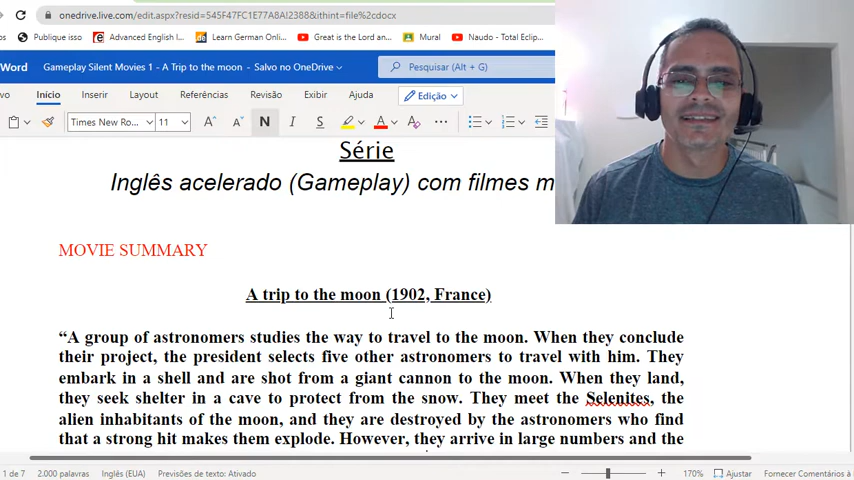 onedrive.live.com/edit.aspx?resid=545F47FC1E77A8A!2388&ithint=file%2cdocx
Publique isso
Advanced English I...
Learn German Onlin...
Great is the Lord and...
Mural
Naudo - Total Eclip...
Word
Gameplay Silent Movies 1 - A Trip to the moon - Salvo no OneDrive
Pesquisar (Alt + G)
vo Início Inserir Layout Referências Revisão Exibir Ajuda Edição
Times New Ro... 11 A A N I S A A
Série
Inglês acelerado (Gameplay) com filmes m
MOVIE SUMMARY
A trip to the moon (1902, France)
“A group of astronomers studies the way to travel to the moon. When they conclude
their project, the president selects five other astronomers to travel with him. They
embark in a shell and are shot from a giant cannon to the moon. When they land,
they seek shelter in a cave to protect from the snow. They meet the Selenites, the
alien inhabitants of the moon, and they are destroyed by the astronomers who find
that a strong hit makes them explode. However, they arrive in large numbers and the
1 de 7 2.000 palavras Inglês (EUA) Previsões de texto: Ativado 170% Ajustar Fornecer Comentários à